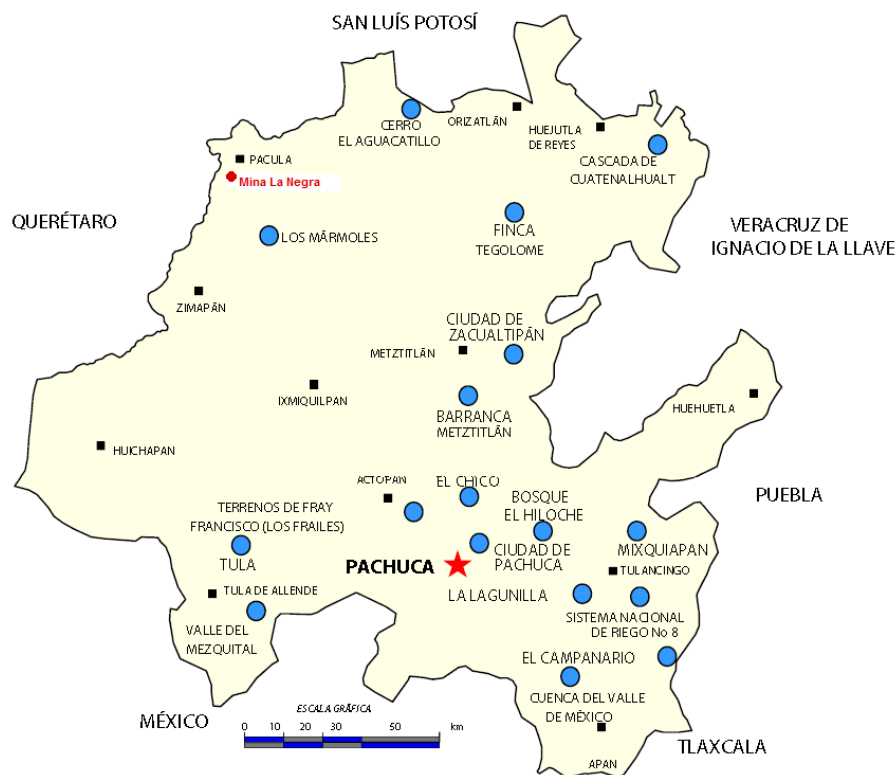 SAN LUÍS POTOSÍ
CERRO
EL AGUACATILLO
ORIZATLÁN
HUEJUTLA
DE REYES
CASCADA DE
CUATENALHUALT
PACULA
Mina La Negra
QUERÉTARO
LOS MÁRMOLES
FINCA
TEGOLOME
VERACRUZ DE
IGNACIO DE LA LLAVE
ZIMAPÁN
CIUDAD DE
ZACUALTIPÁN
METZTITLÁN
IXMIQUILPAN
BARRANCA
METZTITLÁN
HUEHUETLA
HUICHAPAN
ACTOPAN
EL CHICO
TERRENOS DE FRAY
FRANCISCO (LOS FRAILES)
BOSQUE
EL HILOCHE
PUEBLA
TULA
PACHUCA
CIUDAD DE
PACHUCA
MIXQUIAPAN
TULANCINGO
TULA DE ALLENDE
LA LAGUNILLA
VALLE DEL
MEZQUITAL
SISTEMA NACIONAL
DE RIEGO No 8
EL CAMPANARIO
CUENCA DEL VALLE
DE MÉXICO
MÉXICO
ESCALA GRÁFICA
0 10 20 30 50 km
TLAXCALA
APAN